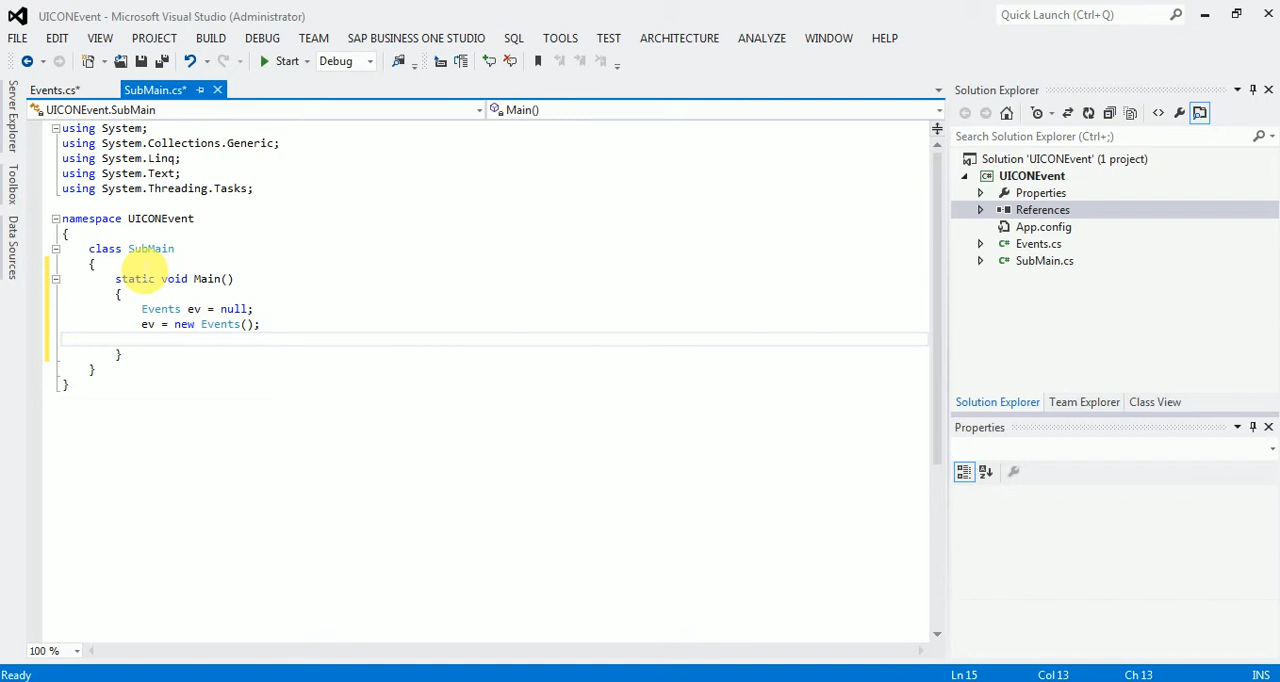 UICONEvent - Microsoft Visual Studio (Administrator)
Quick Launch (Ctrl+Q)
FILE EDIT VIEW PROJECT BUILD DEBUG TEAM SAP BUSINESS ONE STUDIO SQL TOOLS TEST ARCHITECTURE ANALYZE WINDOW HELP
Start Debug
Server Explorer
Toolbox
Data Sources
Events.cs* SubMain.cs*
UICONEvent.SubMain Main()
using System;
using System.Collections.Generic;
using System.Linq;
using System.Text;
using System.Threading.Tasks;
namespace UICONEvent
{
class SubMain
{
static void Main()
{
Events ev = null;
ev = new Events();
}
}
}
100 %
Solution Explorer
Search Solution Explorer (Ctrl+;)
Solution 'UICONEvent' (1 project)
C# UICONEvent
Properties
References
App.config
C# Events.cs
C# SubMain.cs
Solution Explorer Team Explorer Class View
Properties
Ready Ln 15 Col 13 Ch 13 INS